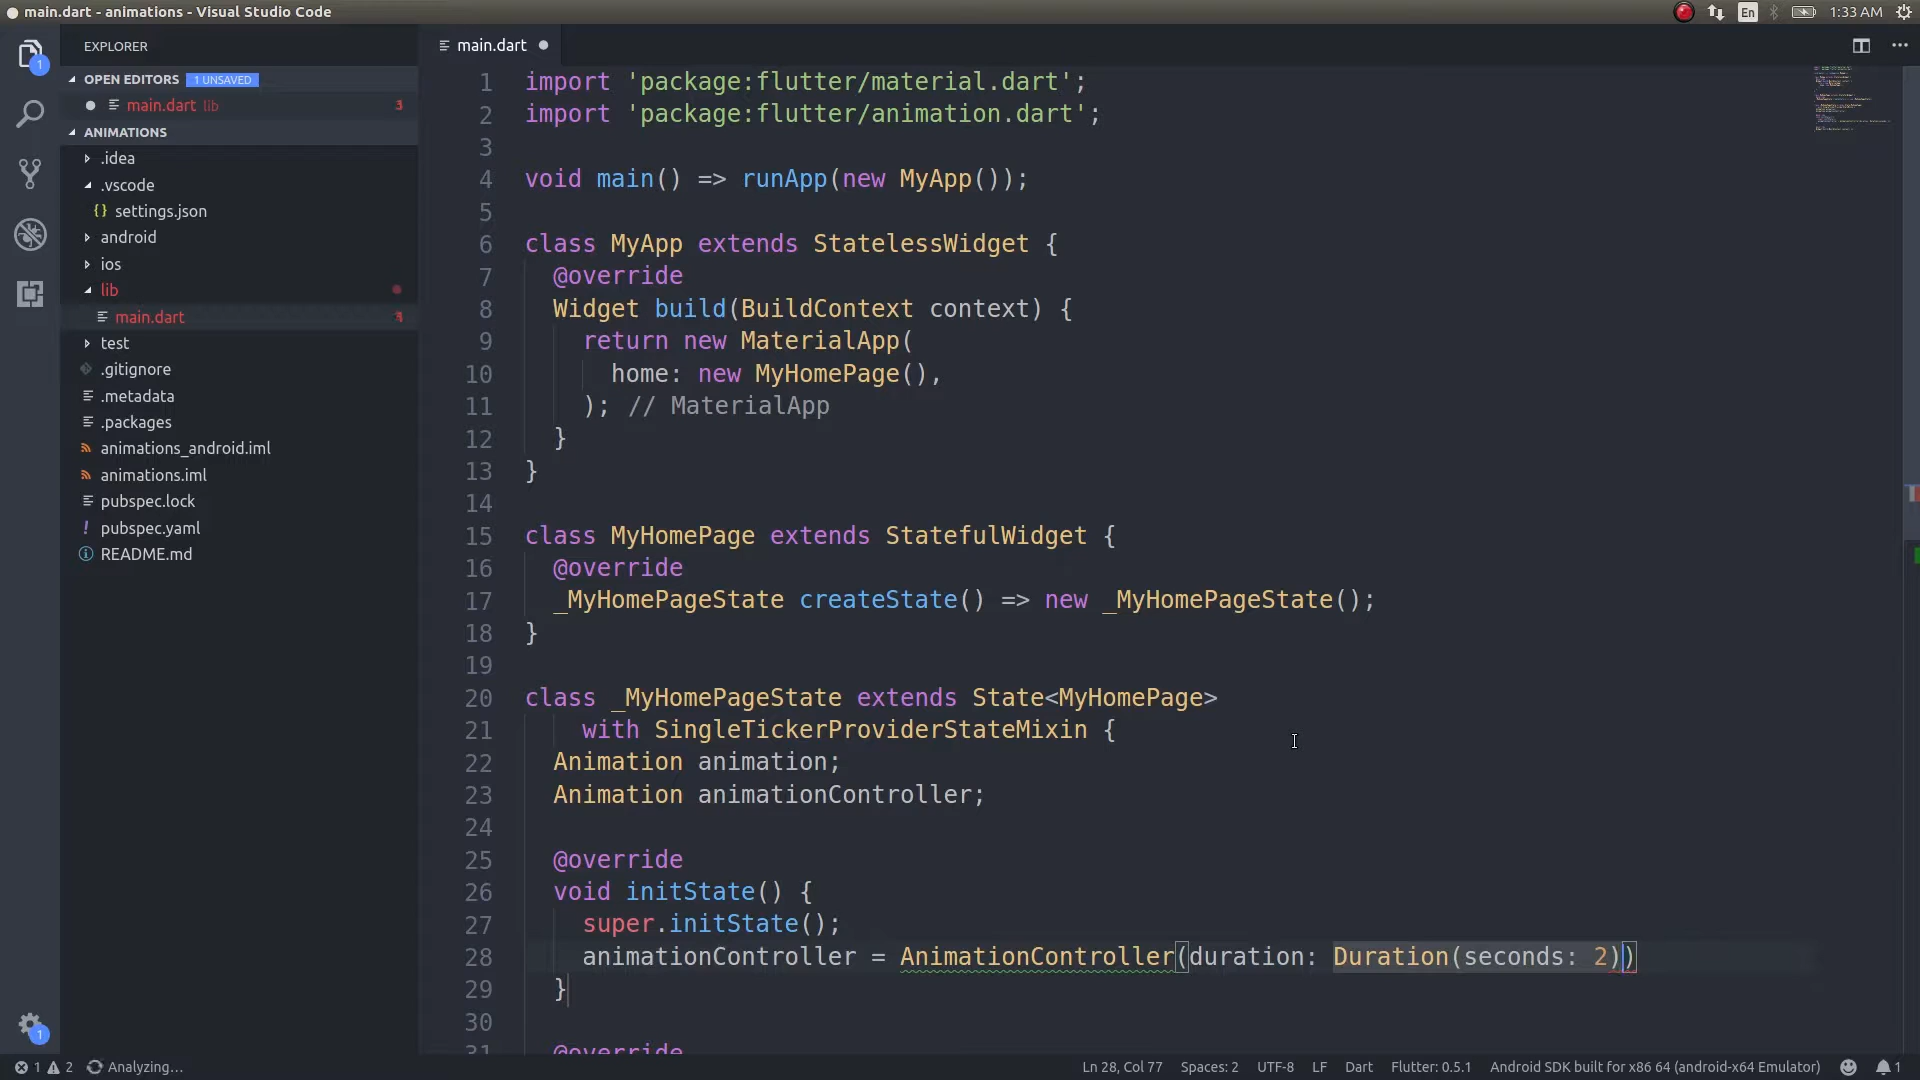 main.dart - animations - Visual Studio Code
En
1:33 AM
EXPLORER
OPEN EDITORS 1 UNSAVED
main.dart lib 3
ANIMATIONS
.idea
.vscode
{} settings.json
android
ios
lib
main.dart
test
.gitignore
.metadata
.packages
animations_android.iml
animations.iml
pubspec.lock
! pubspec.yaml
README.md
1
1
main.dart
1 import 'package:flutter/material.dart';
2 import 'package:flutter/animation.dart';
3
4 void main() => runApp(new MyApp());
5
6 class MyApp extends StatelessWidget {
7 @override
8 Widget build(BuildContext context) {
9 return new MaterialApp(
10 home: new MyHomePage(),
11 ); // MaterialApp
12 }
13 }
14
15 class MyHomePage extends StatefulWidget {
16 @override
17 _MyHomePageState createState() => new _MyHomePageState();
18 }
19
20 class _MyHomePageState extends State<MyHomePage>
21 with SingleTickerProviderStateMixin {
22 Animation animation;
23 Animation animationController;
24
25 @override
26 void initState() {
27 super.initState();
28 animationController = AnimationController(duration: Duration(seconds: 2))
29 }
30
31 @override
1 2 Analyzing...
Ln 28, Col 77 Spaces: 2 UTF-8 LF Dart Flutter: 0.5.1 Android SDK built for x86 64 (android-x64 Emulator) 1